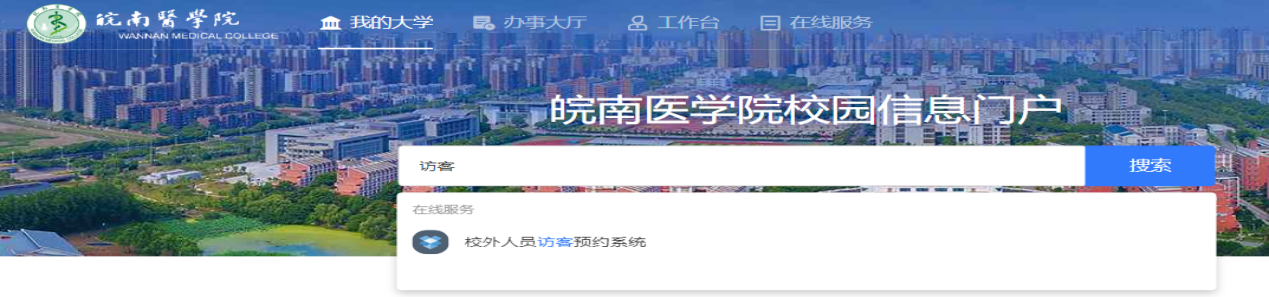 皖南醫學院
WANNAN MEDICAL COLLEGE
我的大学 办事大厅 工作台 在线服务
皖南医学院校园信息门户
访客 搜索
在线服务
校外人员访客预约系统